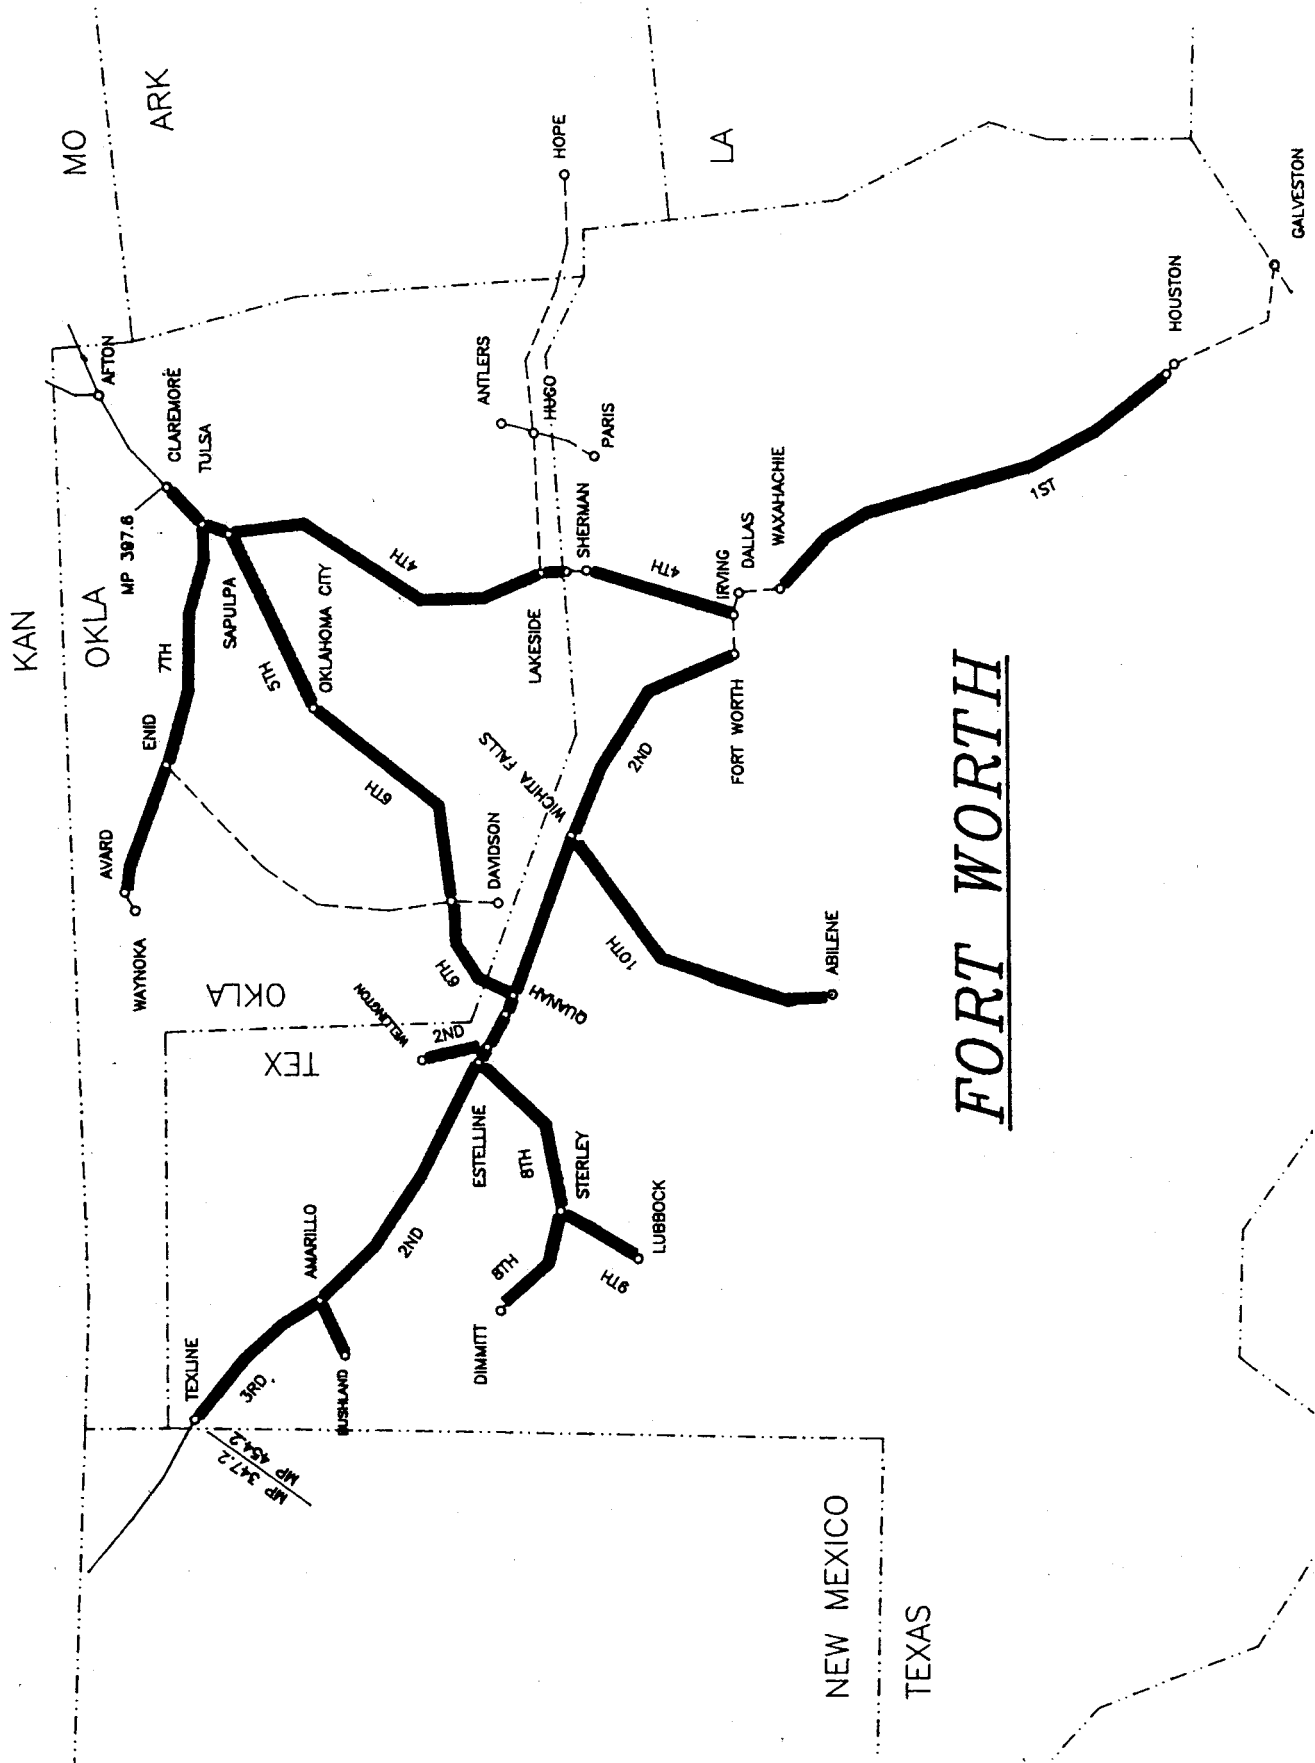 KAN
MO
OKLA
ARK
AFTON
CLAREMORE
TULSA
MP 397.6
7TH
SAPULPA
ENID
AVARD
WAYNOKA
5TH
OKLAHOMA CITY
4TH
6TH
HOPE
ANTLERS
HUGO
PARIS
LA
LAKESIDE
SHERMAN
4TH
IRVING
DALLAS
WAXAHACHIE
1ST
HOUSTON
GALVESTON
WICHITA FALLS
2ND
FORT WORTH
DAVIDSON
6TH
OKLA
TEX
WELLINGTON
2ND
QUANAH
10TH
ABILENE
ESTELLINE
8TH
STERLEY
9TH
LUBBOCK
8TH
DIMMITT
2ND
AMARILLO
BUSHLAND
3RD
TEXLINE
MP 347.2
MP 454.2
NEW MEXICO
TEXAS
FORT WORTH